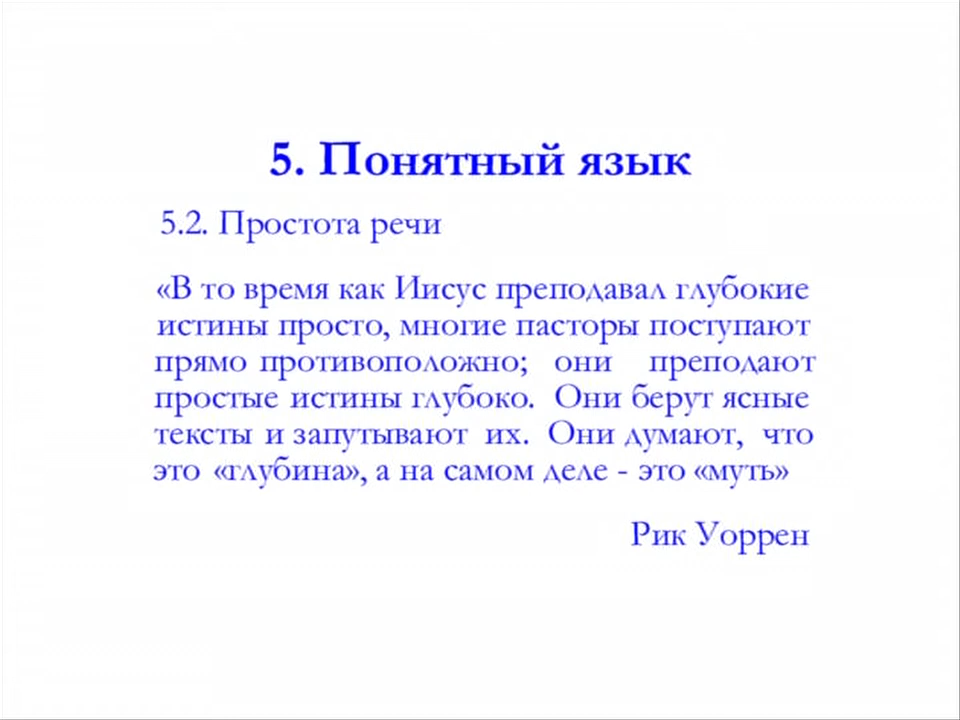 5. Понятный язык
5.2. Простота речи
«В то время как Иисус преподавал глубокие
истины просто, многие пасторы поступают
прямо противоположно; они преподают
простые истины глубоко. Они берут ясные
тексты и запутывают их. Они думают, что
это «глубина», а на самом деле - это «муть»
Рик Уоррен